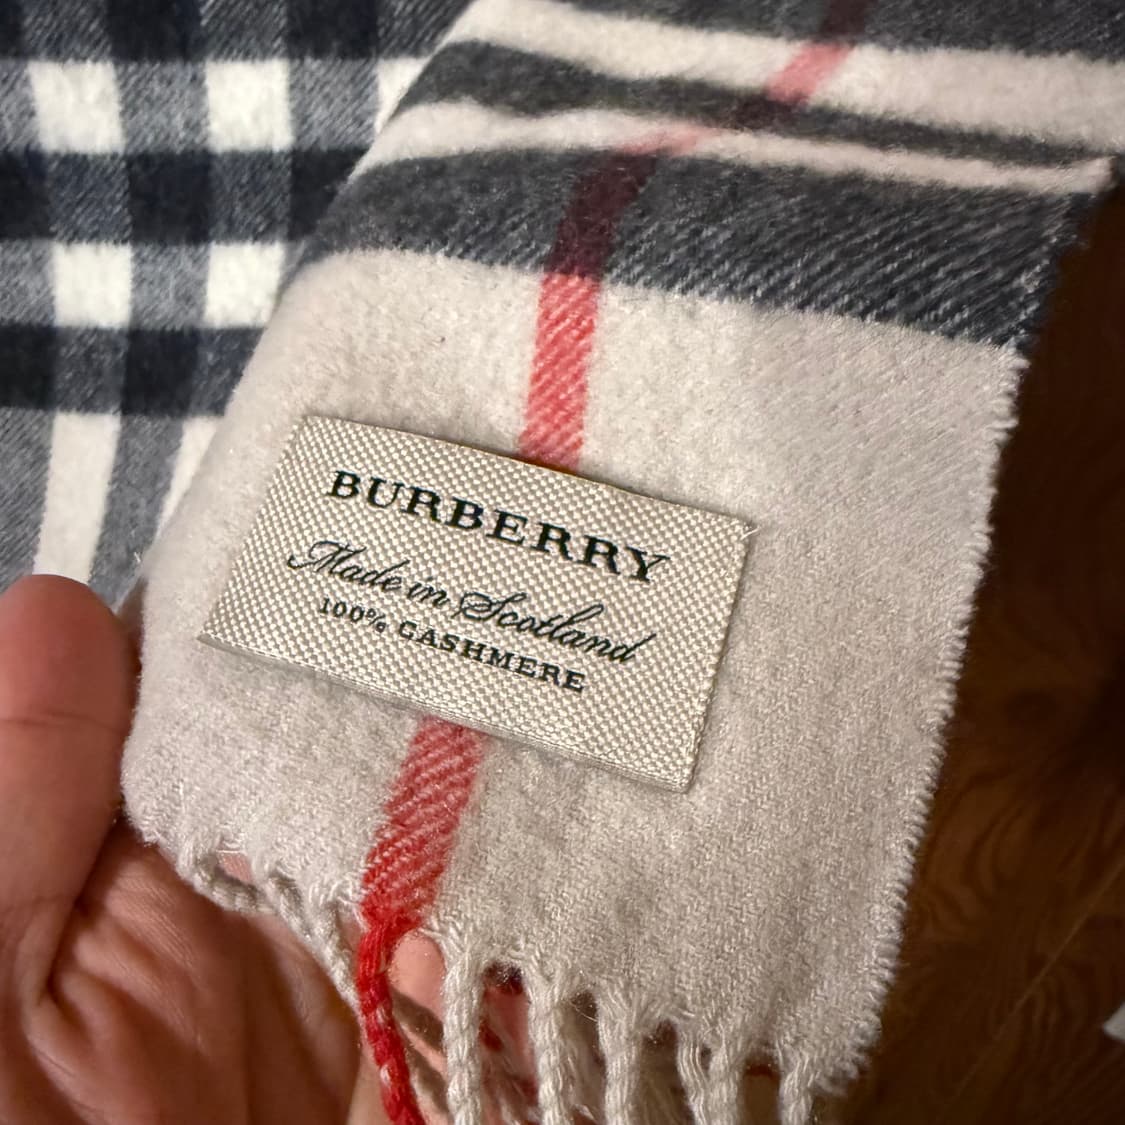 BURBERRY
Made in Scotland
100% CASHMERE